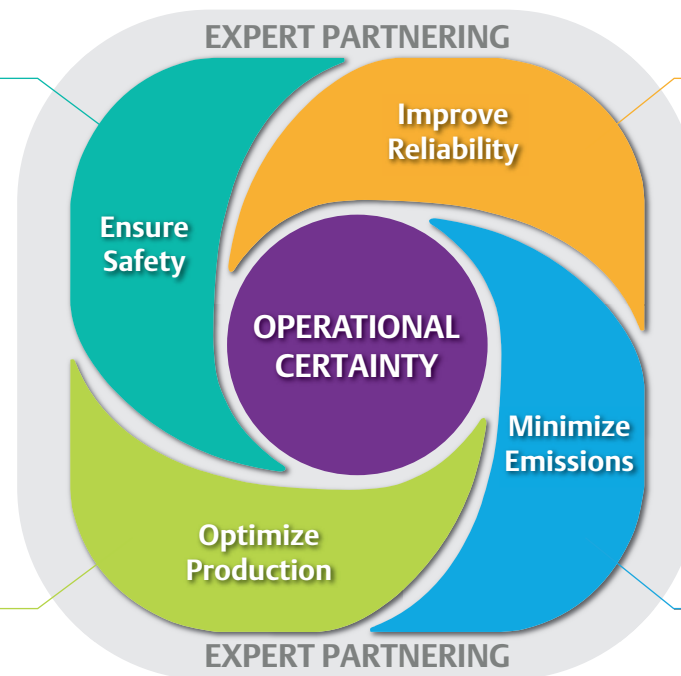 EXPERT PARTNERING
Improve
Reliability
Ensure
Safety
OPERATIONAL
CERTAINTY
Minimize
Emissions
Optimize
Production
EXPERT PARTNERING